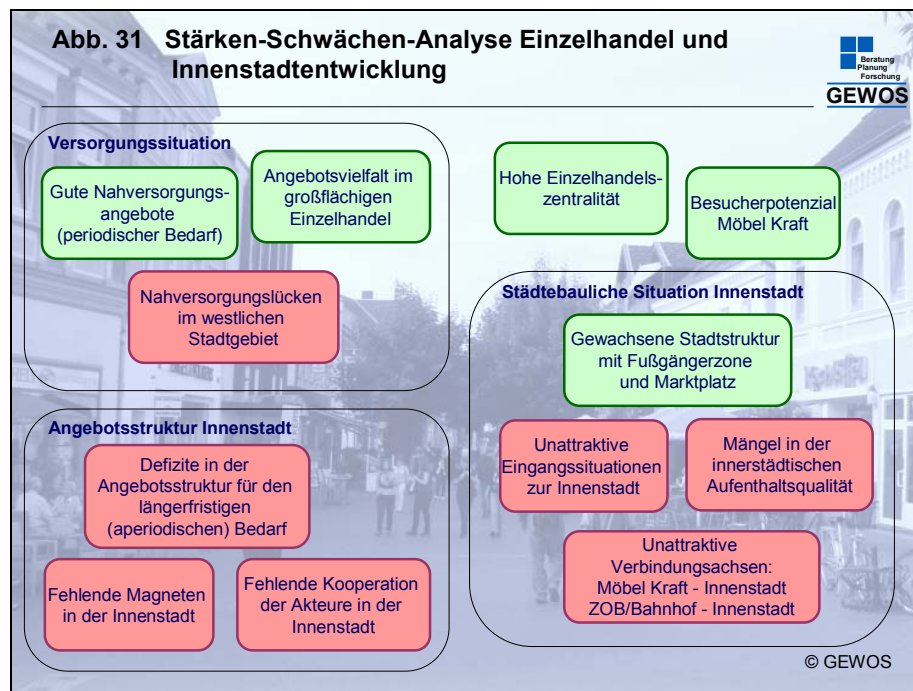 Abb. 31 Stärken-Schwächen-Analyse Einzelhandel und
Innenstadtentwicklung
Beratung
Planung
Forschung
GEWOS
Versorgungssituation
Gute Nahversorgungs-
angebote
(periodischer Bedarf)
Angebotsvielfalt im
großflächigen
Einzelhandel
Nahversorgungslücken
im westlichen
Stadtgebiet
Hohe Einzelhandels-
zentralität
Besucherpotenzial
Möbel Kraft
Städtebauliche Situation Innenstadt
Gewachsene Stadtstruktur
mit Fußgängerzone
und Marktplatz
Unattraktive
Eingangssituationen
zur Innenstadt
Mängel in der
innerstädtischen
Aufenthaltsqualität
Unattraktive
Verbindungsachsen:
Möbel Kraft - Innenstadt
ZOB/Bahnhof - Innenstadt
Angebotsstruktur Innenstadt
Defizite in der
Angebotsstruktur für den
längerfristigen
(aperiodischen) Bedarf
Fehlende Magneten
in der Innenstadt
Fehlende Kooperation
der Akteure in der
Innenstadt
© GEWOS